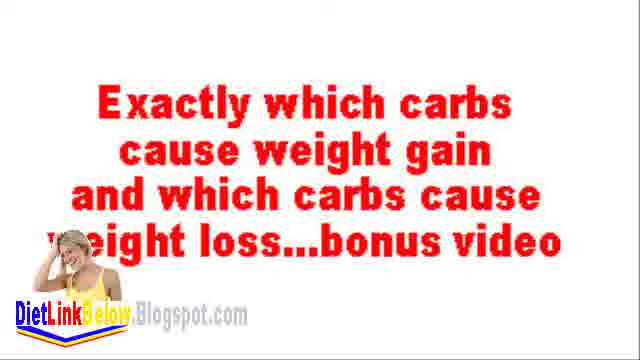 Exactly which carbs
cause weight gain
and which carbs cause
weight loss...bonus video
DietLinkBelow.Blogspot.com